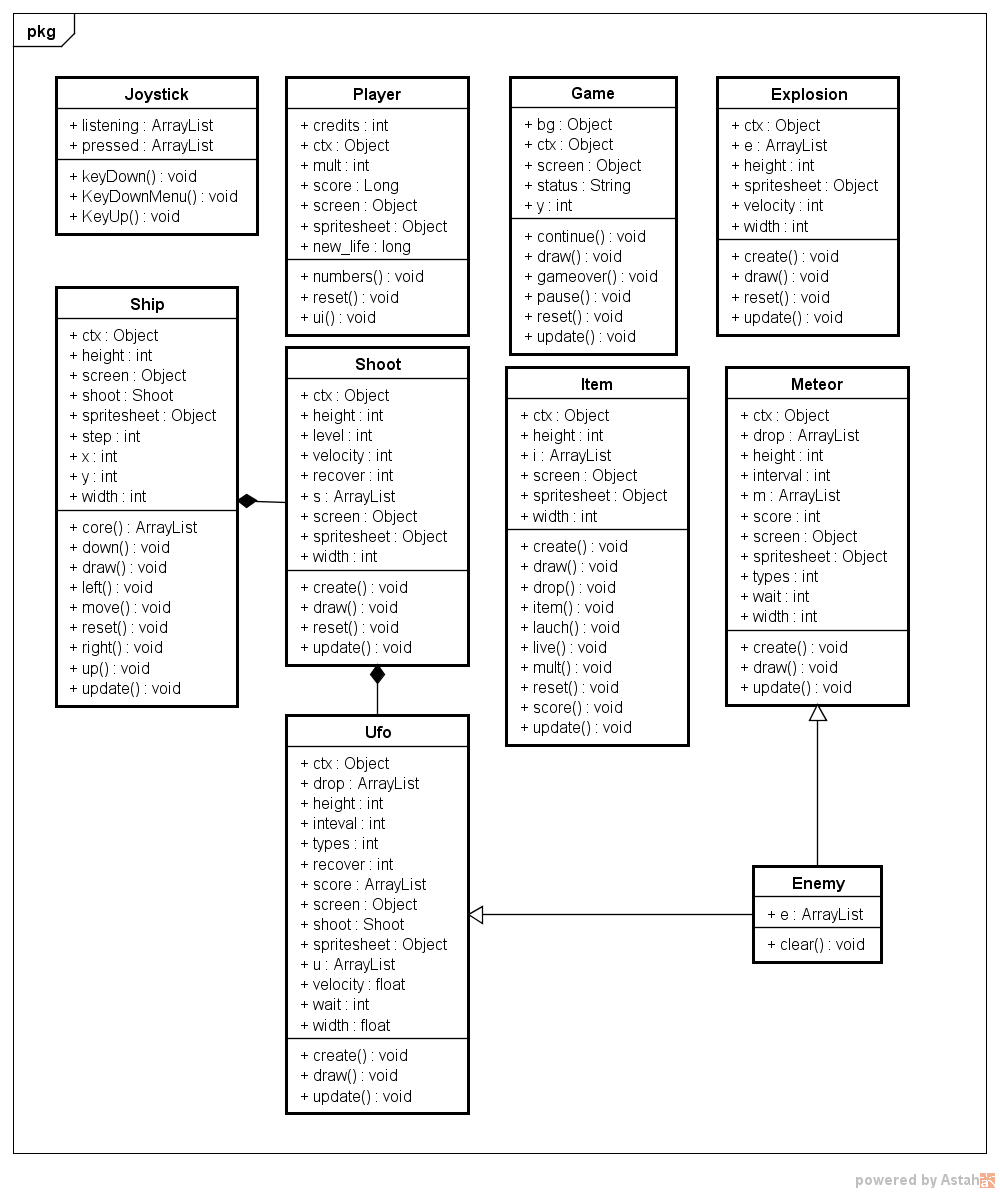 pkg
Joystick
+ listening : ArrayList
+ pressed : ArrayList
+ keyDown() : void
+ KeyDownMenu() : void
+ KeyUp() : void
Player
+ credits : int
+ ctx : Object
+ mult : int
+ score : Long
+ screen : Object
+ spritesheet : Object
+ new_life : long
+ numbers() : void
+ reset() : void
+ ui() : void
Game
+ bg : Object
+ ctx : Object
+ screen : Object
+ status : String
+ y : int
+ continue() : void
+ draw() : void
+ gameover() : void
+ pause() : void
+ reset() : void
+ update() : void
Explosion
+ ctx : Object
+ e : ArrayList
+ height : int
+ spritesheet : Object
+ velocity : int
+ width : int
+ create() : void
+ draw() : void
+ reset() : void
+ update() : void
Ship
+ ctx : Object
+ height : int
+ screen : Object
+ shoot : Shoot
+ spritesheet : Object
+ step : int
+ x : int
+ y : int
+ width : int
+ core() : ArrayList
+ down() : void
+ draw() : void
+ left() : void
+ move() : void
+ reset() : void
+ right() : void
+ up() : void
+ update() : void
Shoot
+ ctx : Object
+ height : int
+ level : int
+ velocity : int
+ recover : int
+ s : ArrayList
+ screen : Object
+ spritesheet : Object
+ width : int
+ create() : void
+ draw() : void
+ reset() : void
+ update() : void
Item
+ ctx : Object
+ height : int
+ i : ArrayList
+ screen : Object
+ spritesheet : Object
+ width : int
+ create() : void
+ draw() : void
+ drop() : void
+ item() : void
+ lauch() : void
+ live() : void
+ mult() : void
+ reset() : void
+ score() : void
+ update() : void
Meteor
+ ctx : Object
+ drop : ArrayList
+ height : int
+ interval : int
+ m : ArrayList
+ score : int
+ screen : Object
+ spritesheet : Object
+ types : int
+ wait : int
+ width : int
+ create() : void
+ draw() : void
+ update() : void
Ufo
+ ctx : Object
+ drop : ArrayList
+ height : int
+ inteval : int
+ types : int
+ recover : int
+ score : ArrayList
+ screen : Object
+ shoot : Shoot
+ spritesheet : Object
+ u : ArrayList
+ velocity : float
+ wait : int
+ width : float
+ create() : void
+ draw() : void
+ update() : void
Enemy
+ e : ArrayList
+ clear() : void
powered by Astah